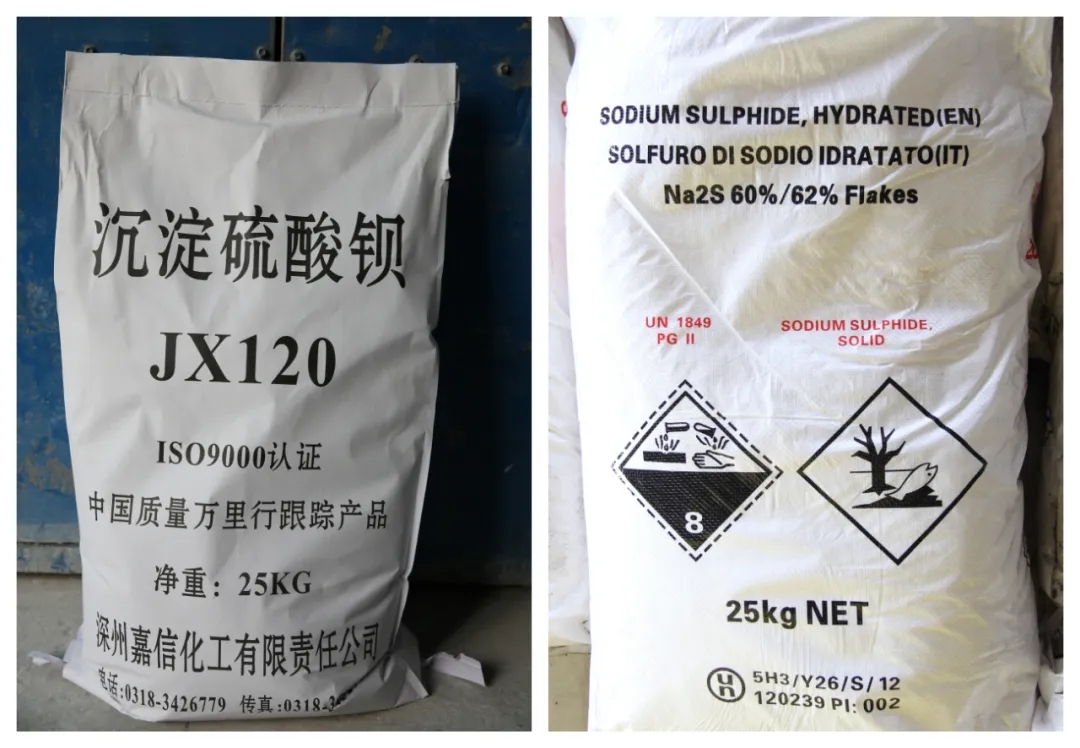 沉淀硫酸钡
JX120
ISO9000认证
中国质量万里行跟踪产品
净重：25KG
深州嘉信化工有限责任公司
电话:0318-3426779 传真:0318-3
SODIUM SULPHIDE, HYDRATED(EN)
SOLFURO DI SODIO IDRATATO(IT)
Na2S 60%/62% Flakes
UN 1849
PG II
SODIUM SULPHIDE,
SOLID
8
25kg NET
un 5H3/Y26/S/12
120239 PI: 002